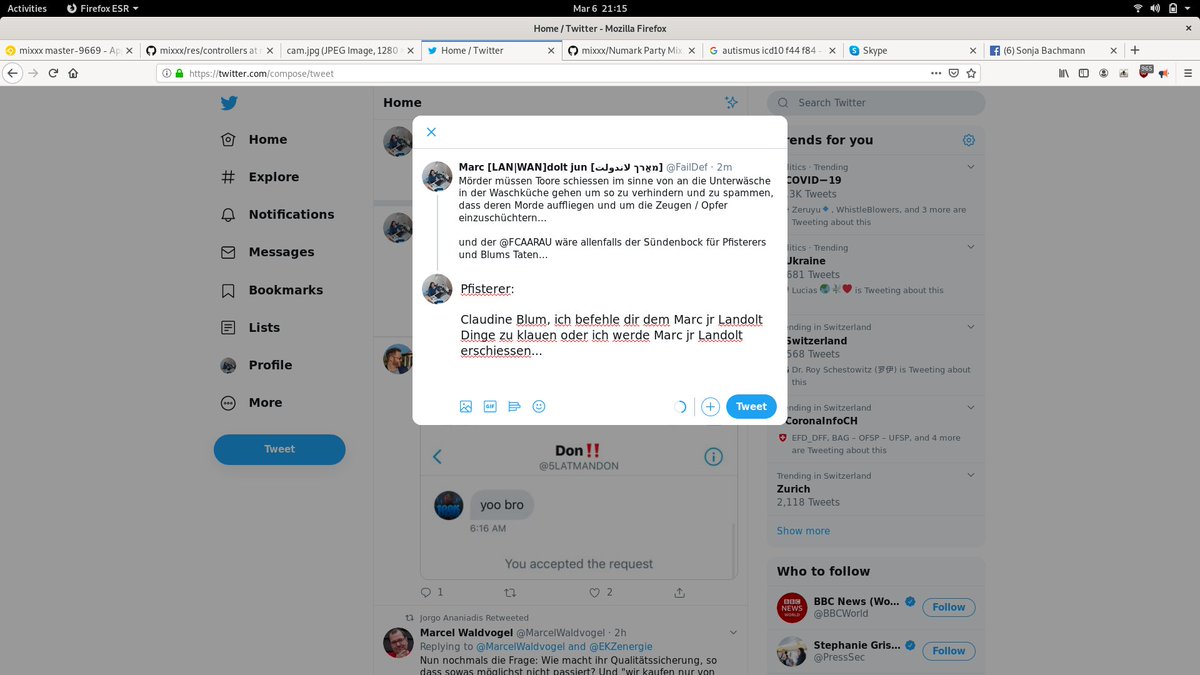 Activities
Firefox ESR
Mar 6 21:15
Home / Twitter - Mozilla Firefox
mixxx master-9669 - Ap
mixxx/res/controllers at
cam.jpg (JPEG Image, 1280
Home / Twitter
mixxx/Numark Party Mix
autismus icd10 f44 f84 -
Skype
(6) Sonja Bachmann
https://twitter.com/compose/tweet
965
Home
Explore
Notifications
Messages
Bookmarks
Lists
Profile
More
Tweet
Home
Marc [LAN|WAN]dolt jun [מאַרך לאנדולט لاندولت] @FailDef · 2m
Mörder müssen Toore schiessen im sinne von an die Unterwäsche
in der Waschküche gehen um so zu verhindern und zu spammen,
dass deren Morde auffliegen und um die Zeugen / Opfer
einzuschüchtern...
und der @FCAARAU wäre allenfalls der Sündenbock für Pfisterers
und Blums Taten...
Pfisterer:
Claudine Blum, ich befehle dir dem Marc jr Landolt
Dinge zu klauen oder ich werde Marc jr Landolt
erschiessen...
GIF
Tweet
Don!!
@5LATMANDON
yoo bro
6:16 AM
You accepted the request
1
2
Jorgo Ananiadis Retweeted
Marcel Waldvogel @MarcelWaldvogel · 2h
Replying to @MarcelWaldvogel and @EKZenergie
Nun nochmals die Frage: Wie macht ihr Qualitätssicherung, so
dass sowas möglichst nicht passiert? Und "wir kaufen nur von
Search Twitter
rends for you
litics · Trending
COVID—19
3K Tweets
Zeruyu, WhistleBlowers, and 3 more are
Tweeting about this
litics · Trending
Ukraine
681 Tweets
Lucias is Tweeting about this
ending in Switzerland
Switzerland
568 Tweets
Dr. Roy Schestowitz (罗伊) is Tweeting about
this
ending in Switzerland
CoronaInfoCH
EFD_DFF, BAG – OFSP – UFSP, and 4 more
are Tweeting about this
Trending in Switzerland
Zurich
2,118 Tweets
Show more
Who to follow
BBC NEWS WORLD
BBC News (Wo...
@BBCWorld
Follow
Stephanie Gris...
@PressSec
Follow